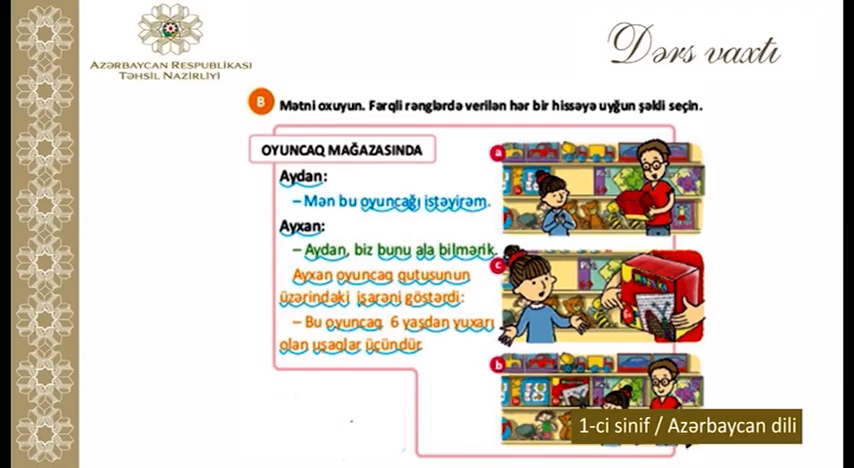 AZƏRBAYCAN RESPUBLİKASI
TƏHSİL NAZİRLİYİ
Dərs vaxtı
B Mətni oxuyun. Fərqli rənglərdə verilən hər bir hissəyə uyğun şəkli seçin.
OYUNCAQ MAĞAZASINDA
Aydan:
– Mən bu oyuncağı istəyirəm.
Ayxan:
– Aydan, biz bunu ala bilmərik.
Ayxan oyuncaq qutusunun
üzərindəki işarəni göstərdi:
– Bu oyuncaq 6 yaşdan yuxarı
olan uşaqlar üçündür.
a
c
b
1-ci sinif / Azərbaycan dili